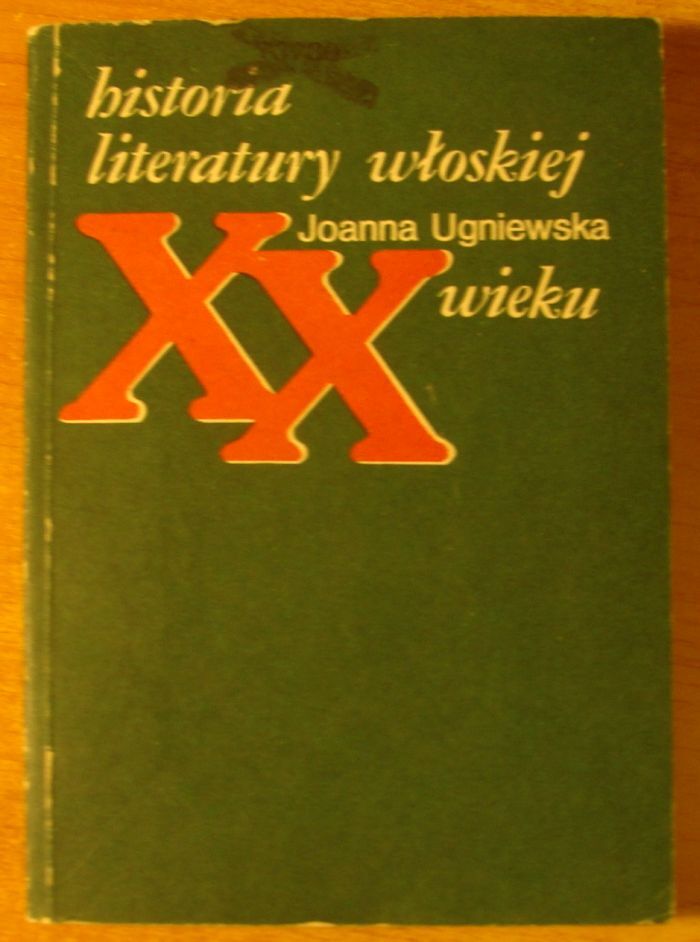 historia
literatury włoskiej
Joanna Ugniewska
XX wieku